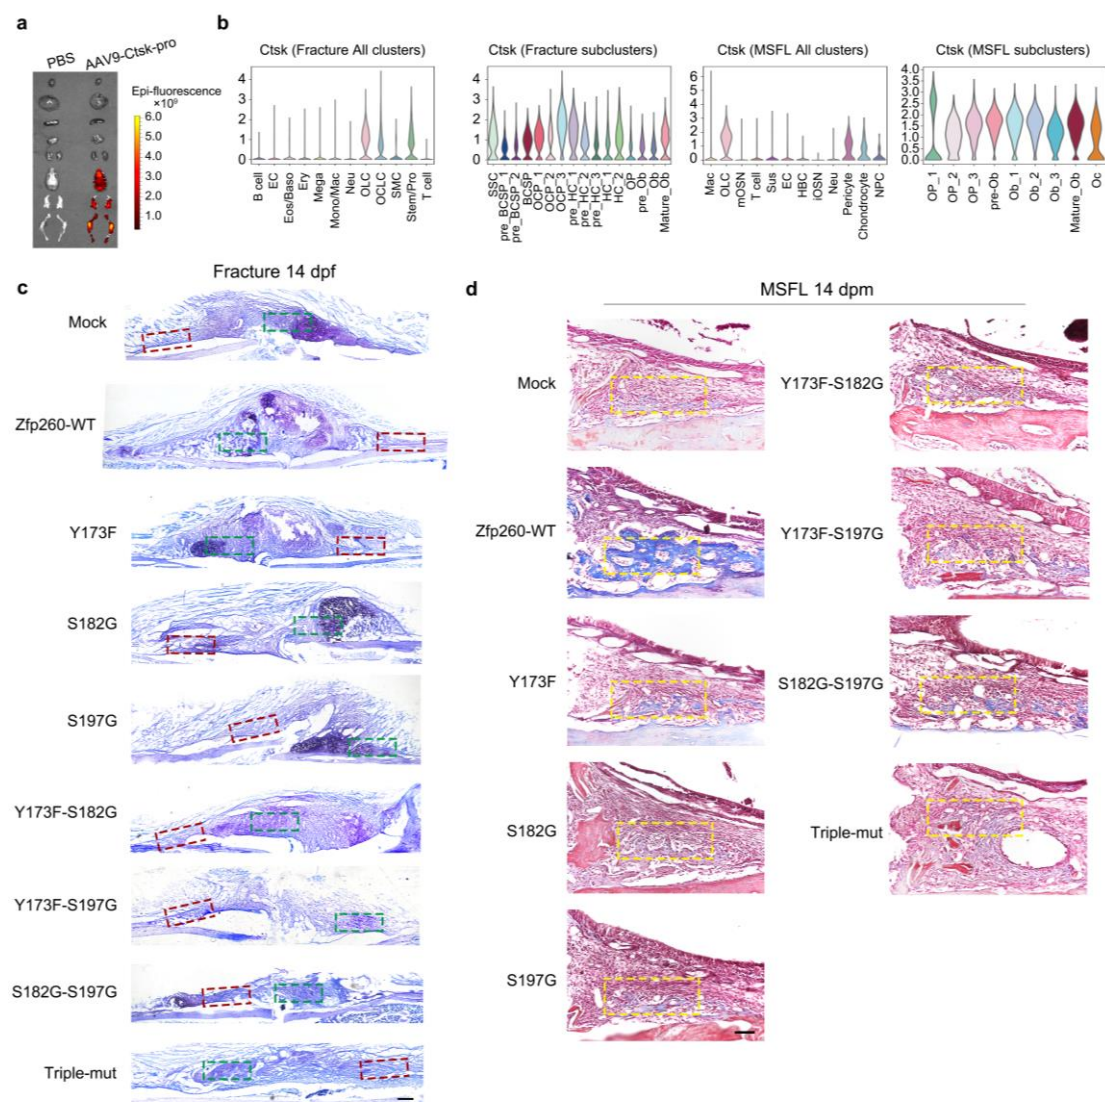 a
PBS
AAV9-Ctsk-pro
Epi-fluorescence
×10⁹
6.0
5.0
4.0
3.0
2.0
1.0
b
Ctsk (Fracture All clusters)
4
3
2
1
0
B cell
EC
Eos/Baso
Ery
Mega
Mono/Mac
Neu
OLC
OCLC
SMC
Stem/Pro
T cell
Ctsk (Fracture subclusters)
4
3
2
1
0
SSC
pre_BCSP_1
pre_BCSP_2
BCSP
OCP_1
OCP_2
OCP_3
pre_HC_1
pre_HC_2
pre_HC_3
HC_1
HC_2
OP
pre_Ob
Ob
Mature_Ob
Ctsk (MSFL All clusters)
6
5
4
3
2
1
0
Mac
OLC
mOSN
T cell
Sus
EC
HBC
iOSN
Neu
Pericyte
Chondrocyte
NPC
Ctsk (MSFL subclusters)
4.0
3.5
3.0
2.5
2.0
1.5
1.0
0.5
0.0
OP_1
OP_2
OP_3
pre-Ob
Ob_1
Ob_2
Ob_3
Mature_Ob
Oc
c
Fracture 14 dpf
Mock
Zfp260-WT
Y173F
S182G
S197G
Y173F-S182G
Y173F-S197G
S182G-S197G
Triple-mut
d
MSFL 14 dpm
Mock
Zfp260-WT
Y173F
S182G
S197G
Y173F-S182G
Y173F-S197G
S182G-S197G
Triple-mut